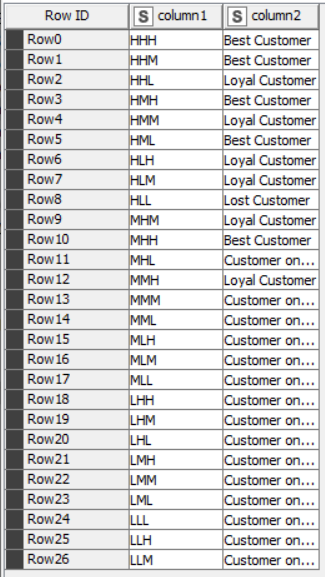 Row ID S column1 S column2
Row0 HHH Best Customer
Row1 HHM Best Customer
Row2 HHL Loyal Customer
Row3 HMH Best Customer
Row4 HMM Loyal Customer
Row5 HML Best Customer
Row6 HLH Loyal Customer
Row7 HLM Loyal Customer
Row8 HLL Lost Customer
Row9 MHM Loyal Customer
Row10 MHH Best Customer
Row11 MHL Customer on...
Row12 MMH Loyal Customer
Row13 MMM Customer on...
Row14 MML Customer on...
Row15 MLH Customer on...
Row16 MLM Customer on...
Row17 MLL Customer on...
Row18 LHH Customer on...
Row19 LHM Customer on...
Row20 LHL Customer on...
Row21 LMH Customer on...
Row22 LMM Customer on...
Row23 LML Customer on...
Row24 LLL Customer on...
Row25 LLH Customer on...
Row26 LLM Customer on...